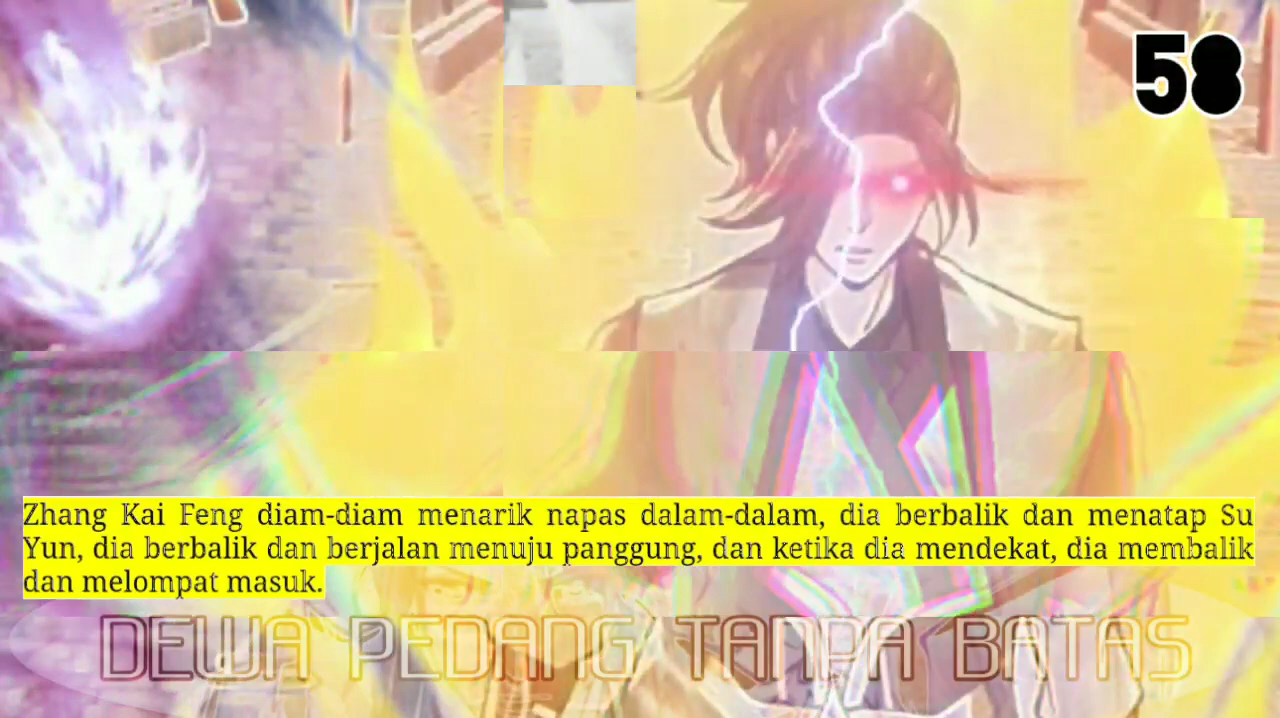 58
Zhang Kai Feng diam-diam menarik napas dalam-dalam, dia berbalik dan menatap Su
Yun, dia berbalik dan berjalan menuju panggung, dan ketika dia mendekat, dia membalik
dan melompat masuk.
DEWA PEDANG TANPA BATAS